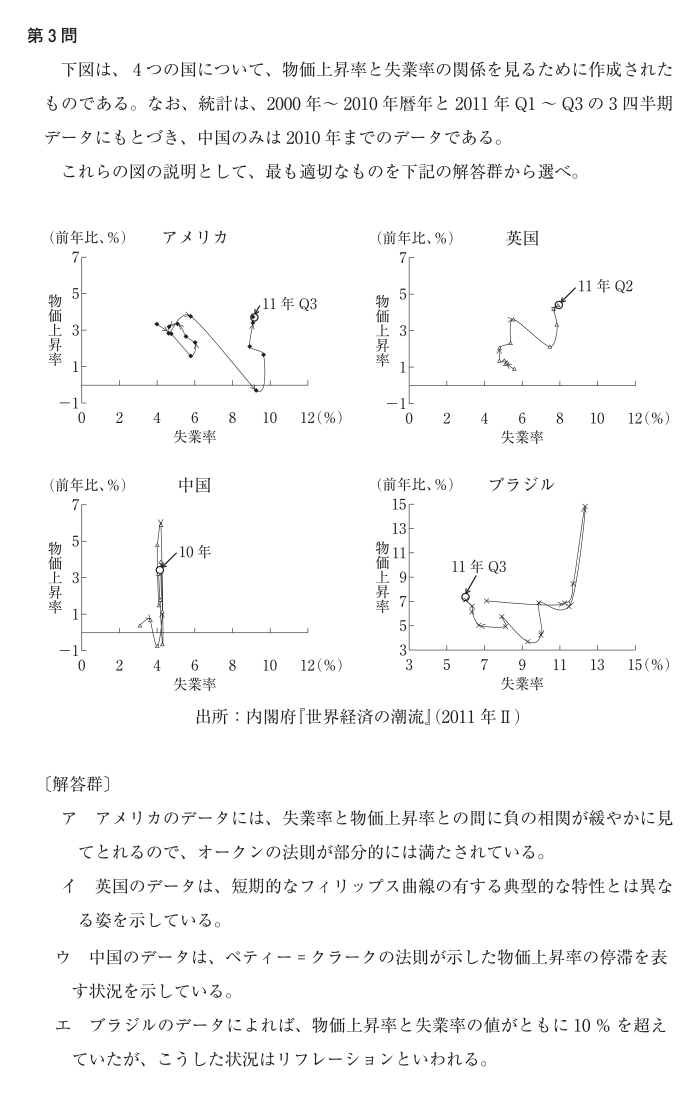 第3問
下図は、4つの国について、物価上昇率と失業率の関係を見るために作成された
ものである。なお、統計は、2000年〜2010年暦年と2011年Q1〜Q3の3四半期
データにもとづき、中国のみは2010年までのデータである。
これらの図の説明として、最も適切なものを下記の解答群から選べ。
(前年比、%) アメリカ
7
5
3
1
−1
物価上昇率
11年Q3
0 2 4 6 8 10 12(%)
失業率
(前年比、%) 英国
7
5
3
1
−1
物価上昇率
11年Q2
0 2 4 6 8 10 12(%)
失業率
(前年比、%) 中国
7
5
3
1
−1
物価上昇率
10年
0 2 4 6 8 10 12(%)
失業率
(前年比、%) ブラジル
15
13
11
9
7
5
3
物価上昇率
11年Q3
3 5 7 9 11 13 15(%)
失業率
出所:内閣府『世界経済の潮流』(2011年Ⅱ)
〔解答群〕
ア アメリカのデータには、失業率と物価上昇率との間に負の相関が緩やかに見
てとれるので、オークンの法則が部分的には満たされている。
イ 英国のデータは、短期的なフィリップス曲線の有する典型的な特性とは異な
る姿を示している。
ウ 中国のデータは、ペティー=クラークの法則が示した物価上昇率の停滞を表
す状況を示している。
エ ブラジルのデータによれば、物価上昇率と失業率の値がともに10%を超え
ていたが、こうした状況はリフレーションといわれる。